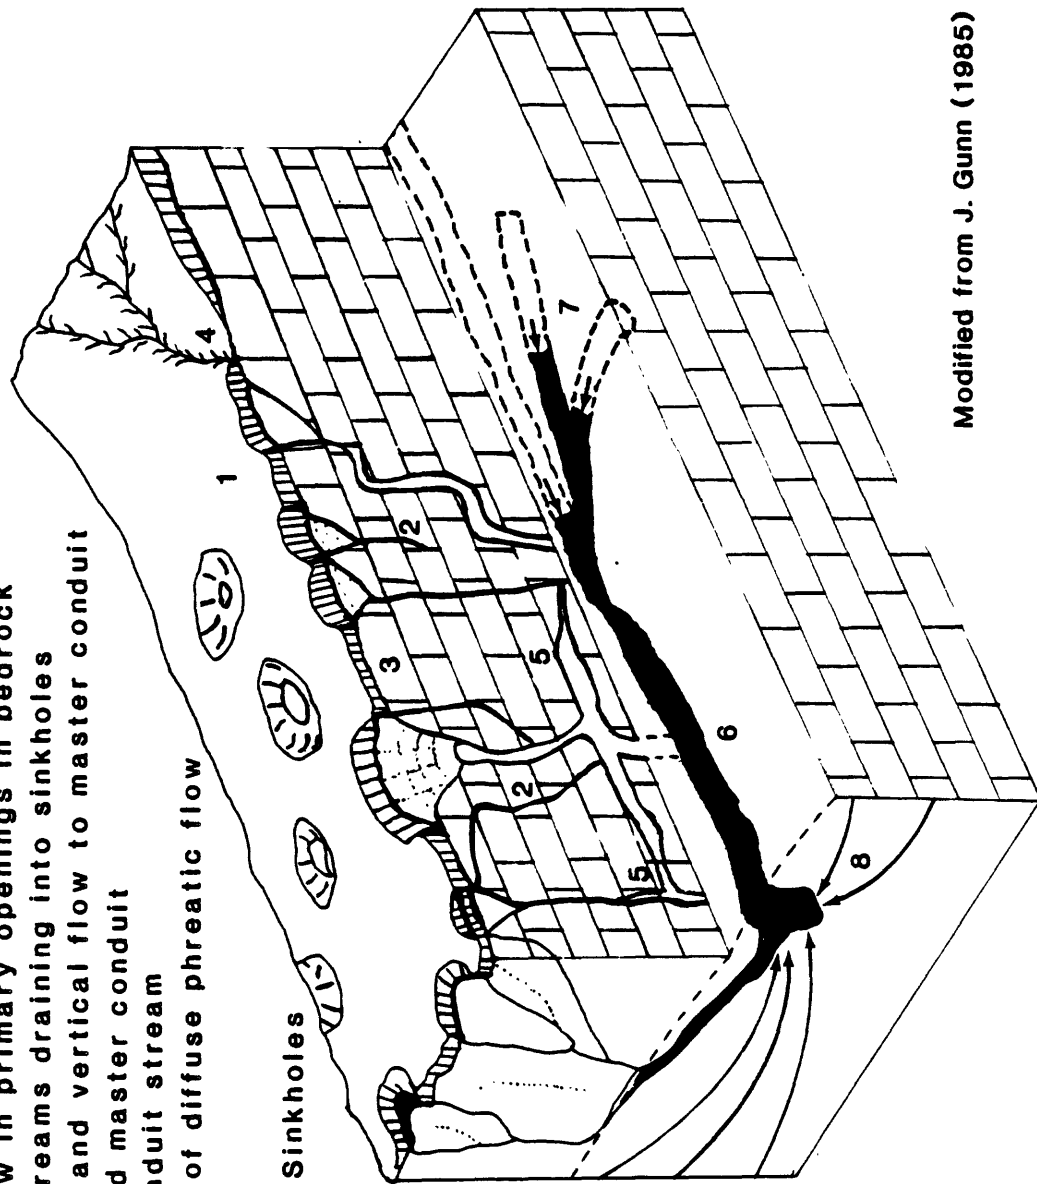 w in primary openings in bedrock
reams draining into sinkholes
and vertical flow to master conduit
d master conduit
nduit stream
of diffuse phreatic flow
Sinkholes
1
2
3
4
5
2
5
6
7
8
Modified from J. Gunn (1985)